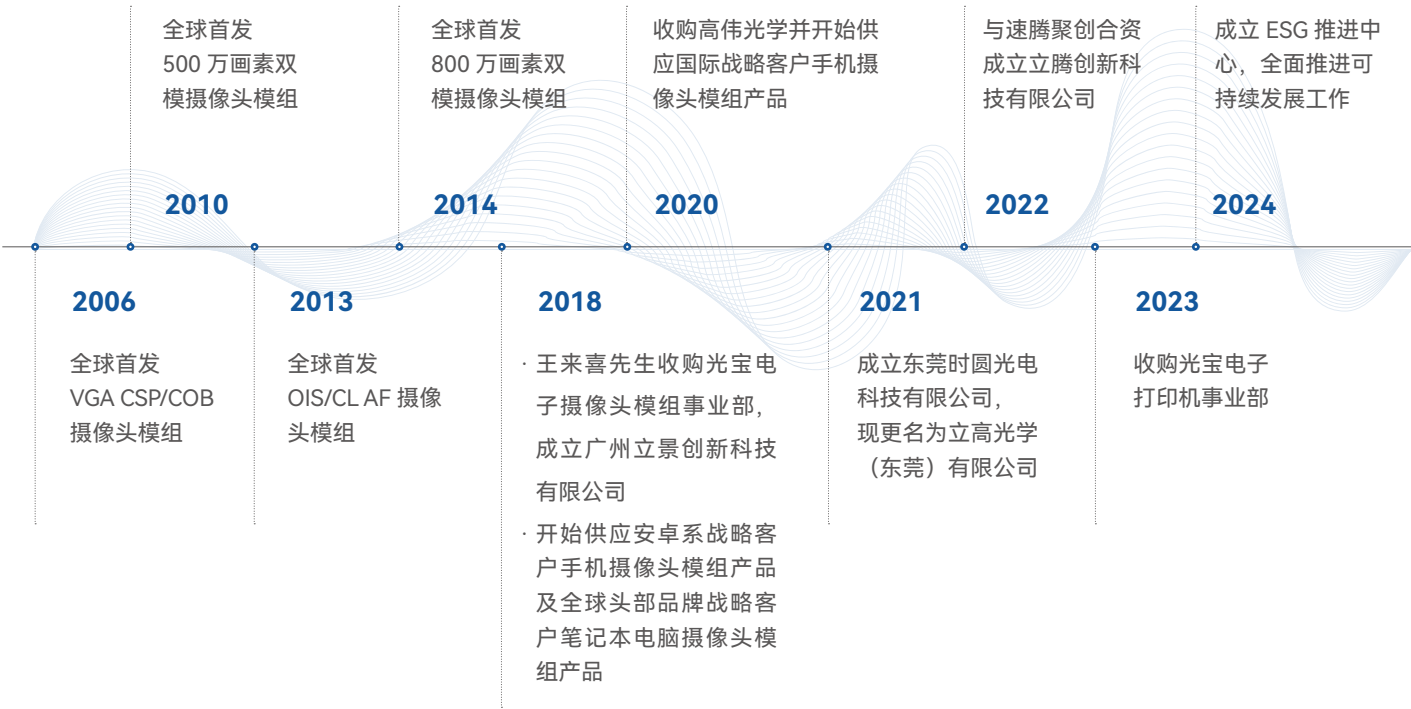 全球首发
500 万画素双
模摄像头模组
2010
全球首发
800 万画素双
模摄像头模组
2014
收购高伟光学并开始供
应国际战略客户手机摄
像头模组产品
2020
与速腾聚创合资
成立立腾创新科
技有限公司
2022
成立 ESG 推进中
心，全面推进可
持续发展工作
2024
2006
全球首发
VGA CSP/COB
摄像头模组
2013
全球首发
OIS/CL AF 摄像
头模组
2018
· 王来喜先生收购光宝电
子摄像头模组事业部，
成立广州立景创新科技
有限公司
· 开始供应安卓系战略客
户手机摄像头模组产品
及全球头部品牌战略客
户笔记本电脑摄像头模
组产品
2021
成立东莞时圆光电
科技有限公司，
现更名为立高光学
（东莞）有限公司
2023
收购光宝电子
打印机事业部